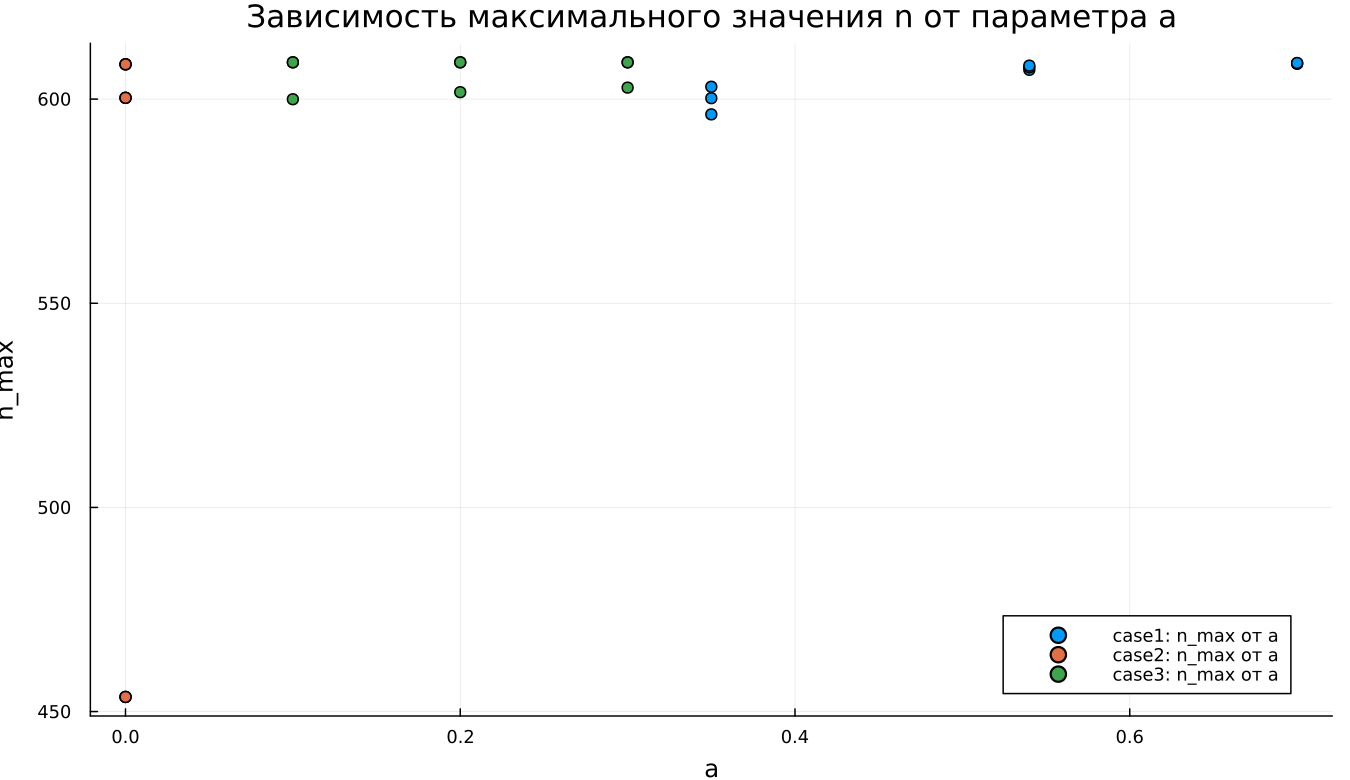 Зависимость максимального значения n от параметра a
600
550
n_max
500
450
case1: n_max от a
case2: n_max от a
case3: n_max от a
0.0 0.2 0.4 0.6
a